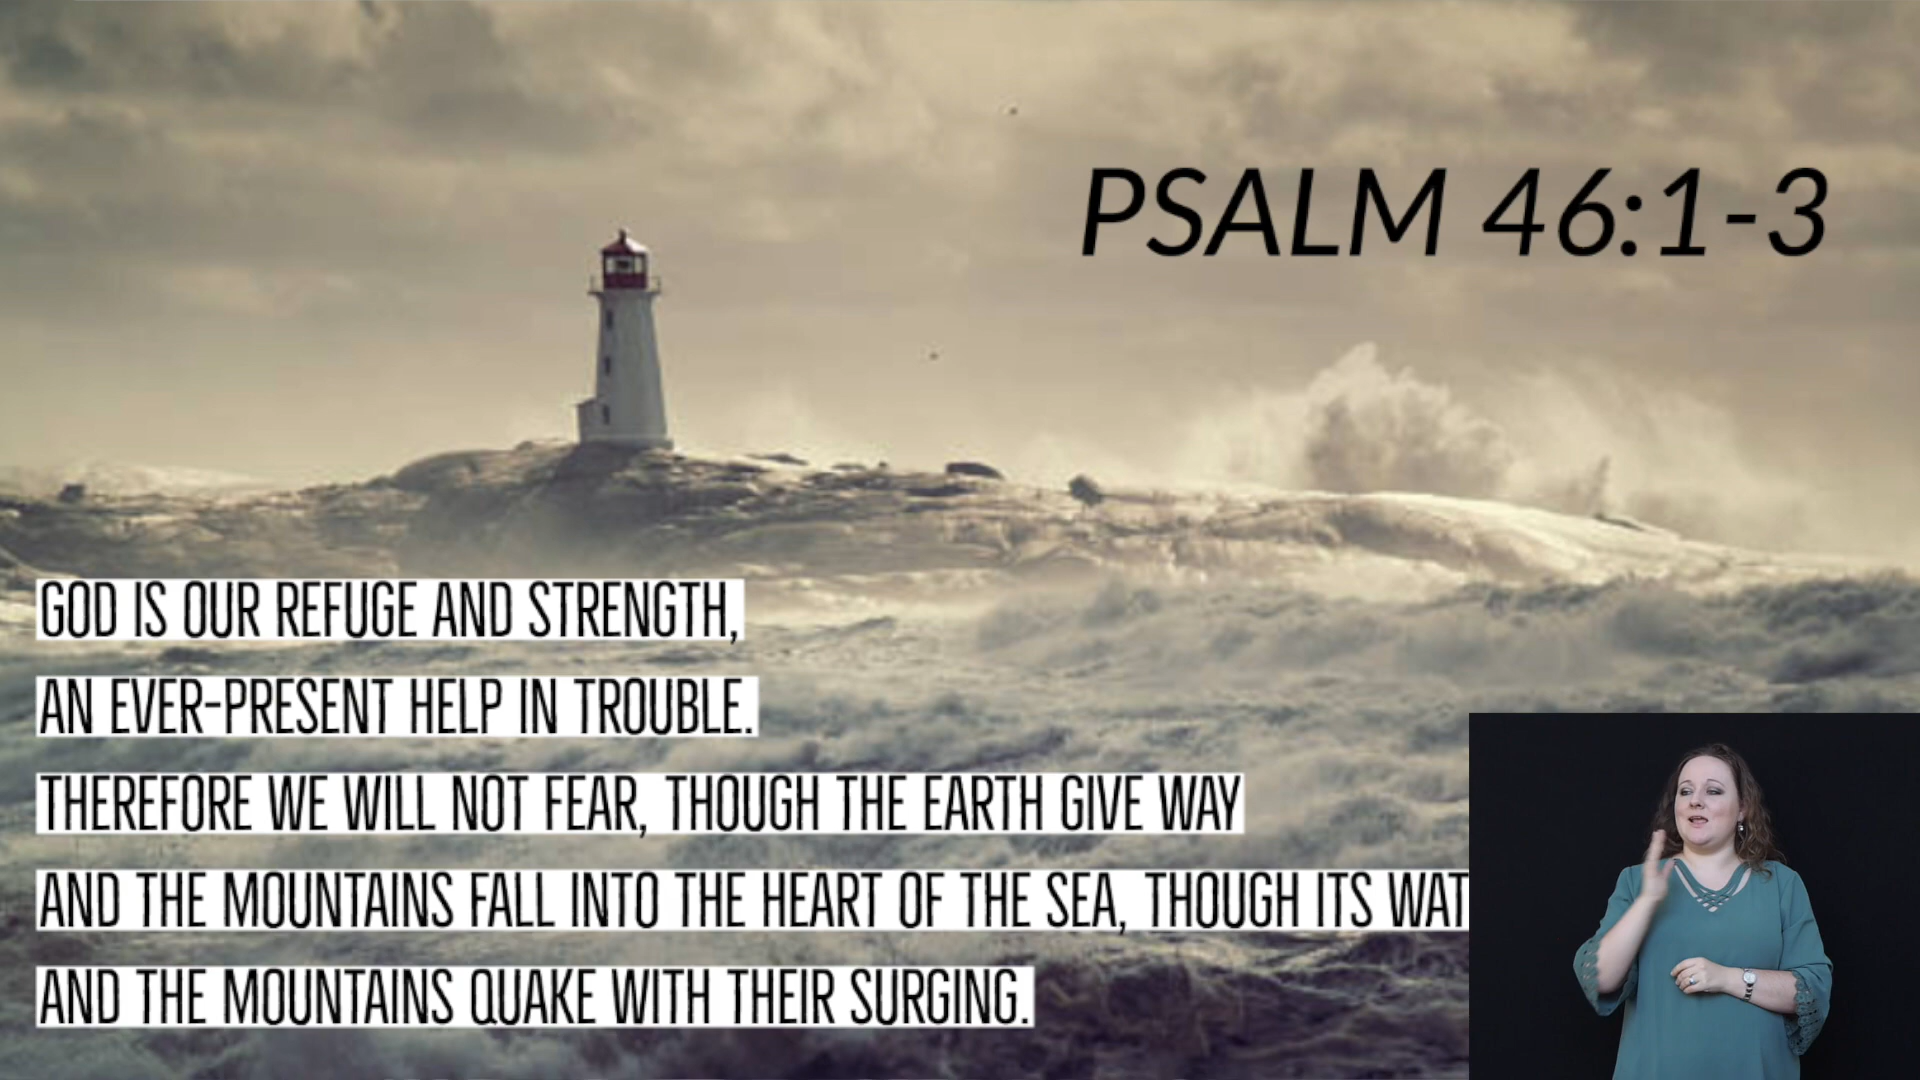 PSALM 46:1-3
GOD IS OUR REFUGE AND STRENGTH,
AN EVER-PRESENT HELP IN TROUBLE.
THEREFORE WE WILL NOT FEAR, THOUGH THE EARTH GIVE WAY
AND THE MOUNTAINS FALL INTO THE HEART OF THE SEA, THOUGH ITS
AND THE MOUNTAINS QUAKE WITH THEIR SURGING.